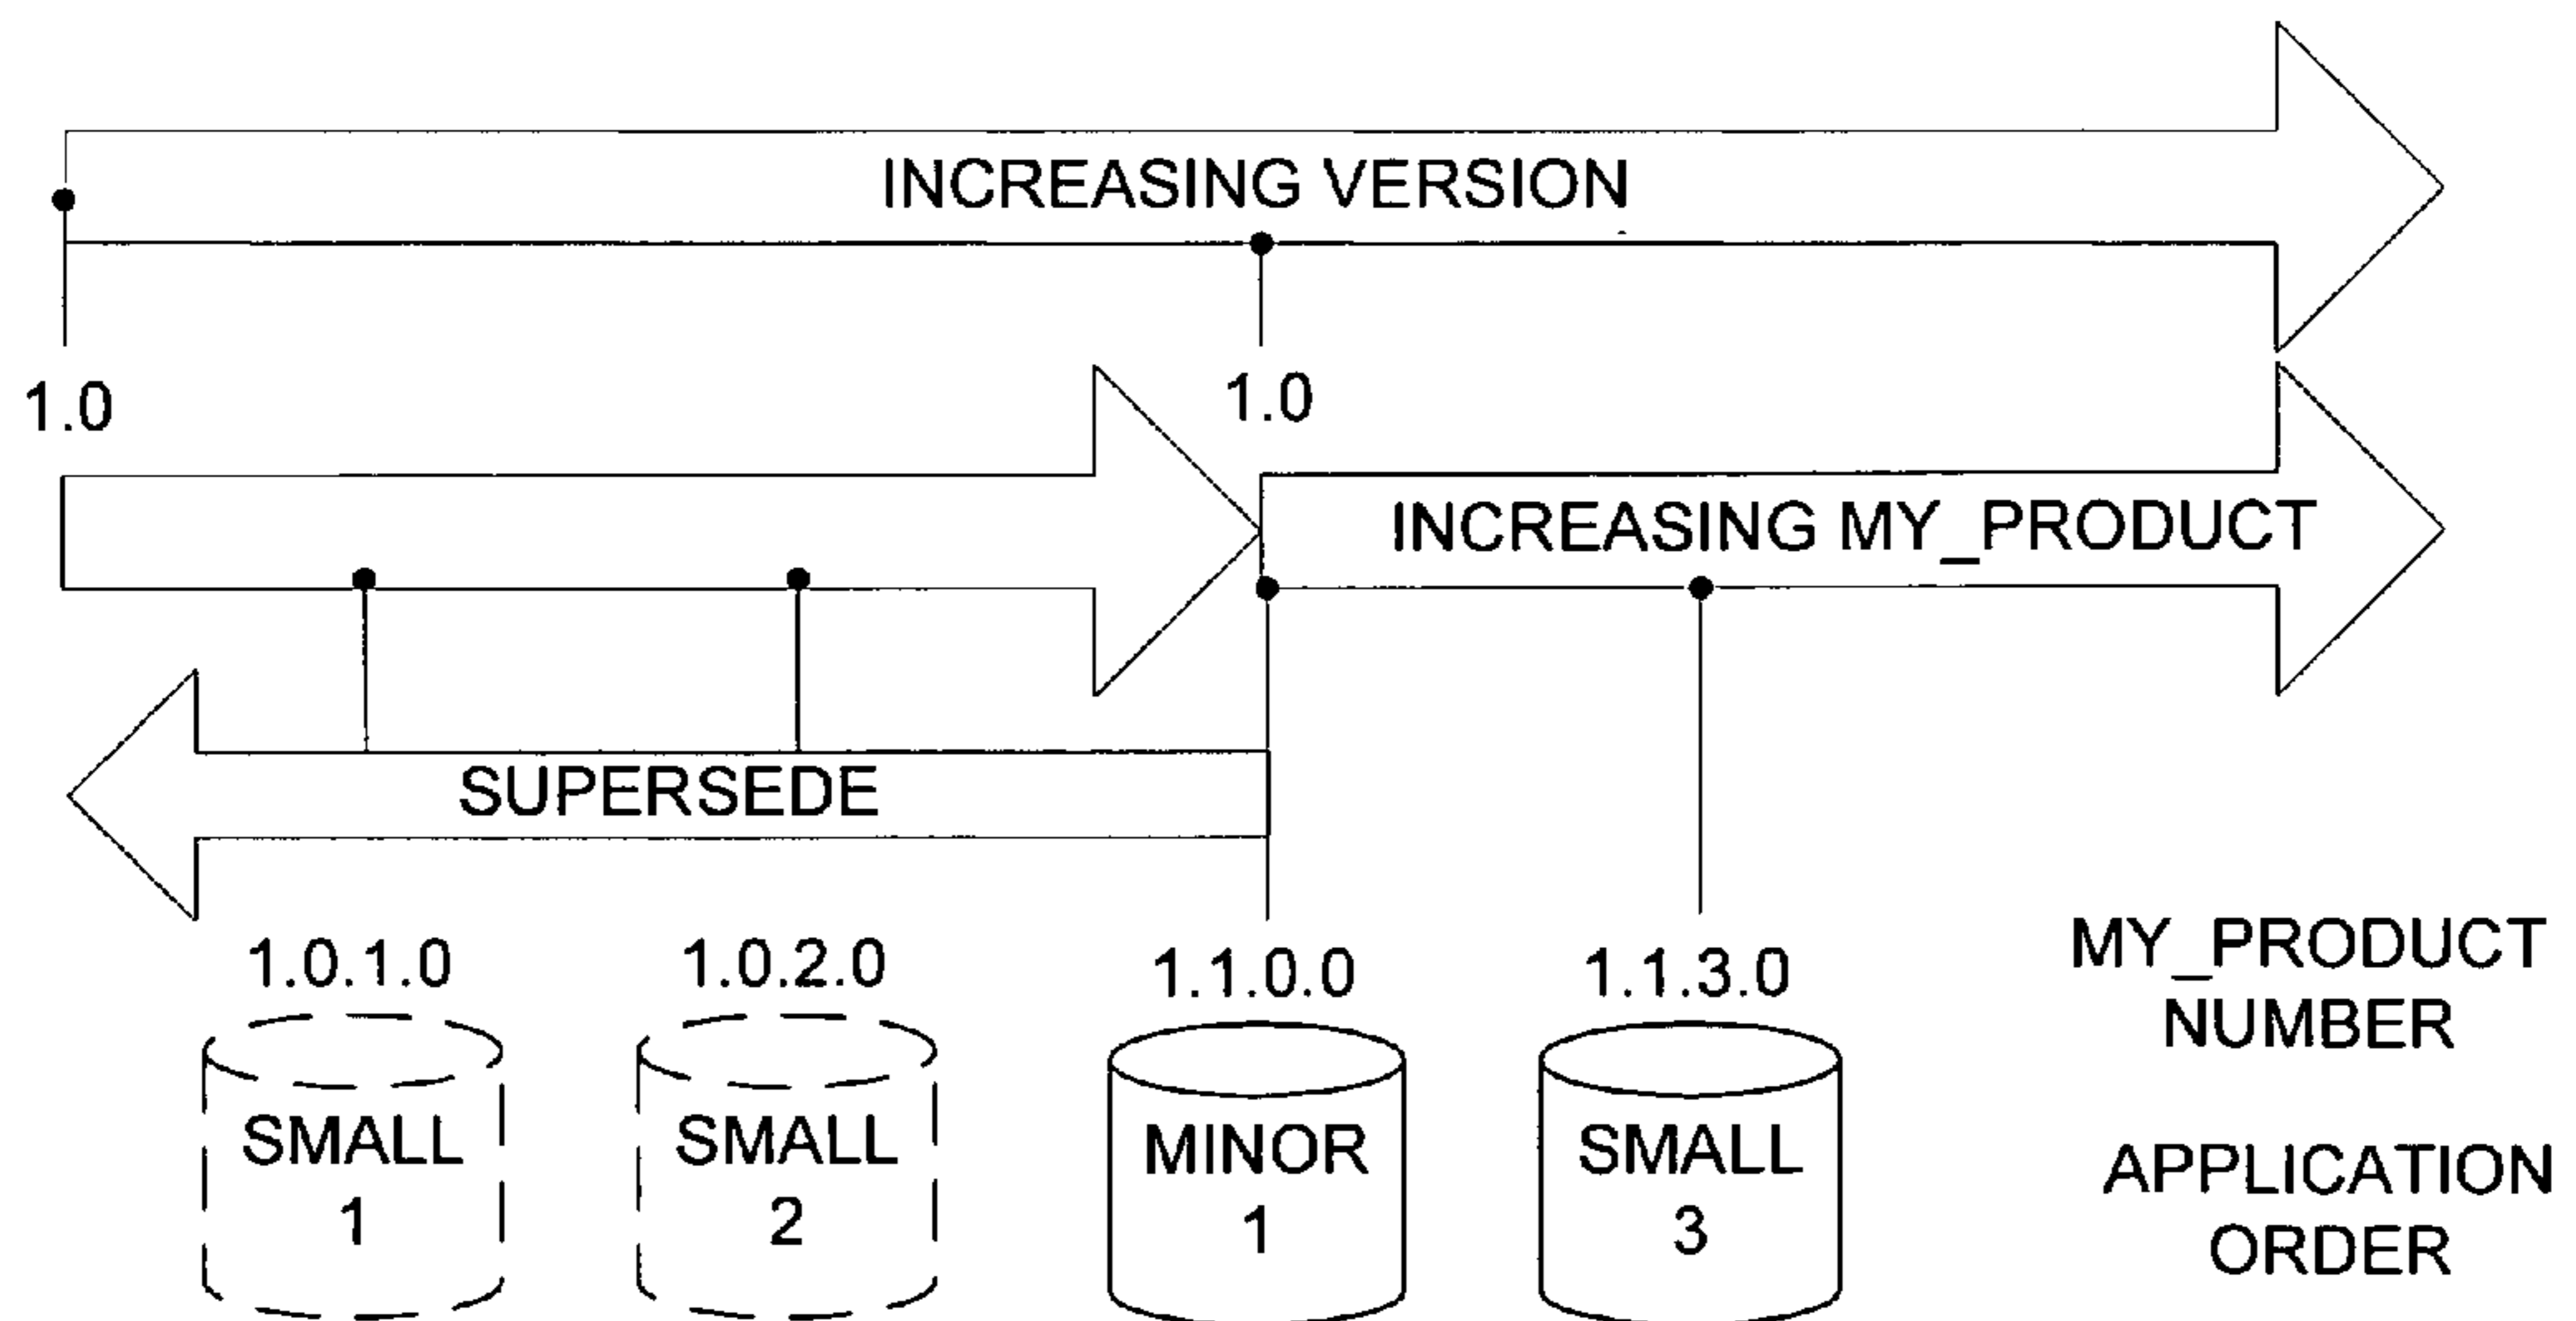 INCREASING VERSION
1.0
1.0
INCREASING MY_PRODUCT
SUPERSEDE
1.0.1.0
1.0.2.0
1.1.0.0
1.1.3.0
MY_PRODUCT
NUMBER
SMALL
1
SMALL
2
MINOR
1
SMALL
3
APPLICATION
ORDER